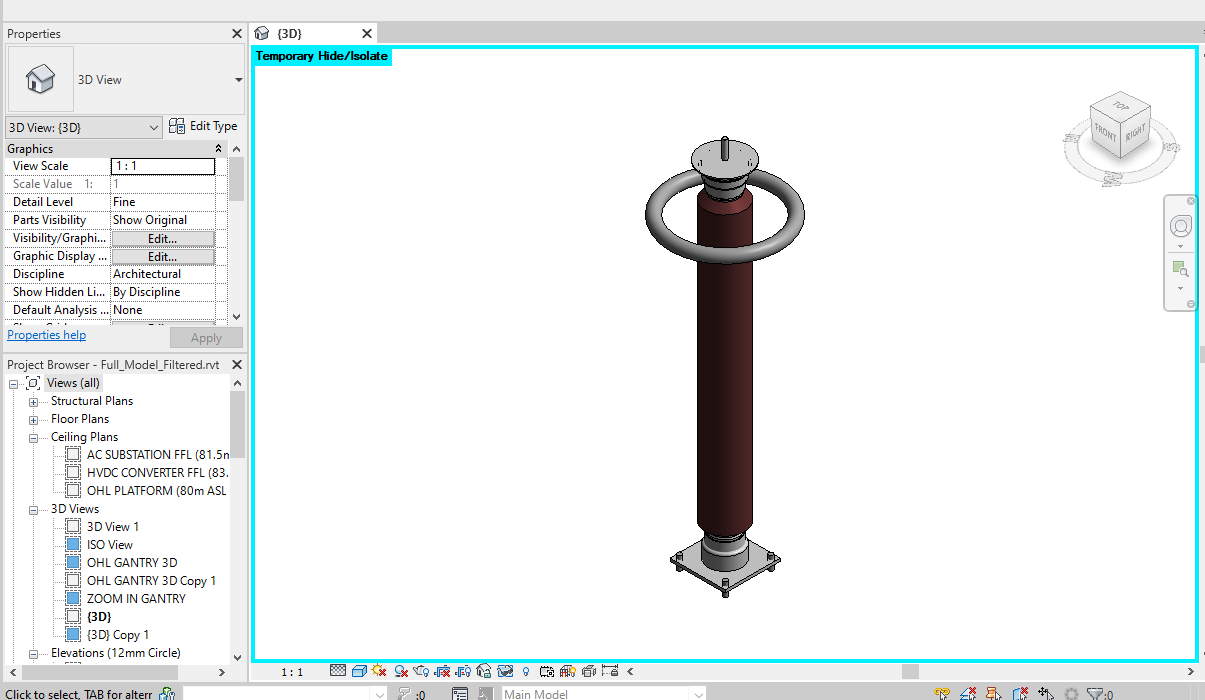 Properties
{3D}
Temporary Hide/Isolate
3D View
3D View: {3D}
Edit Type
Graphics
View Scale 1 : 1
Scale Value 1: 1
Detail Level Fine
Parts Visibility Show Original
Visibility/Graphi... Edit...
Graphic Display ... Edit...
Discipline Architectural
Show Hidden Li... By Discipline
Default Analysis ... None
Properties help
Apply
TOP
FRONT
RIGHT
Project Browser - Full_Model_Filtered.rvt
Views (all)
Structural Plans
Floor Plans
Ceiling Plans
AC SUBSTATION FFL (81.5m
HVDC CONVERTER FFL (83.
OHL PLATFORM (80m ASL
3D Views
3D View 1
ISO View
OHL GANTRY 3D
OHL GANTRY 3D Copy 1
ZOOM IN GANTRY
{3D}
{3D} Copy 1
Elevations (12mm Circle)
1 : 1
Click to select, TAB for altern
:0
Main Model
:0